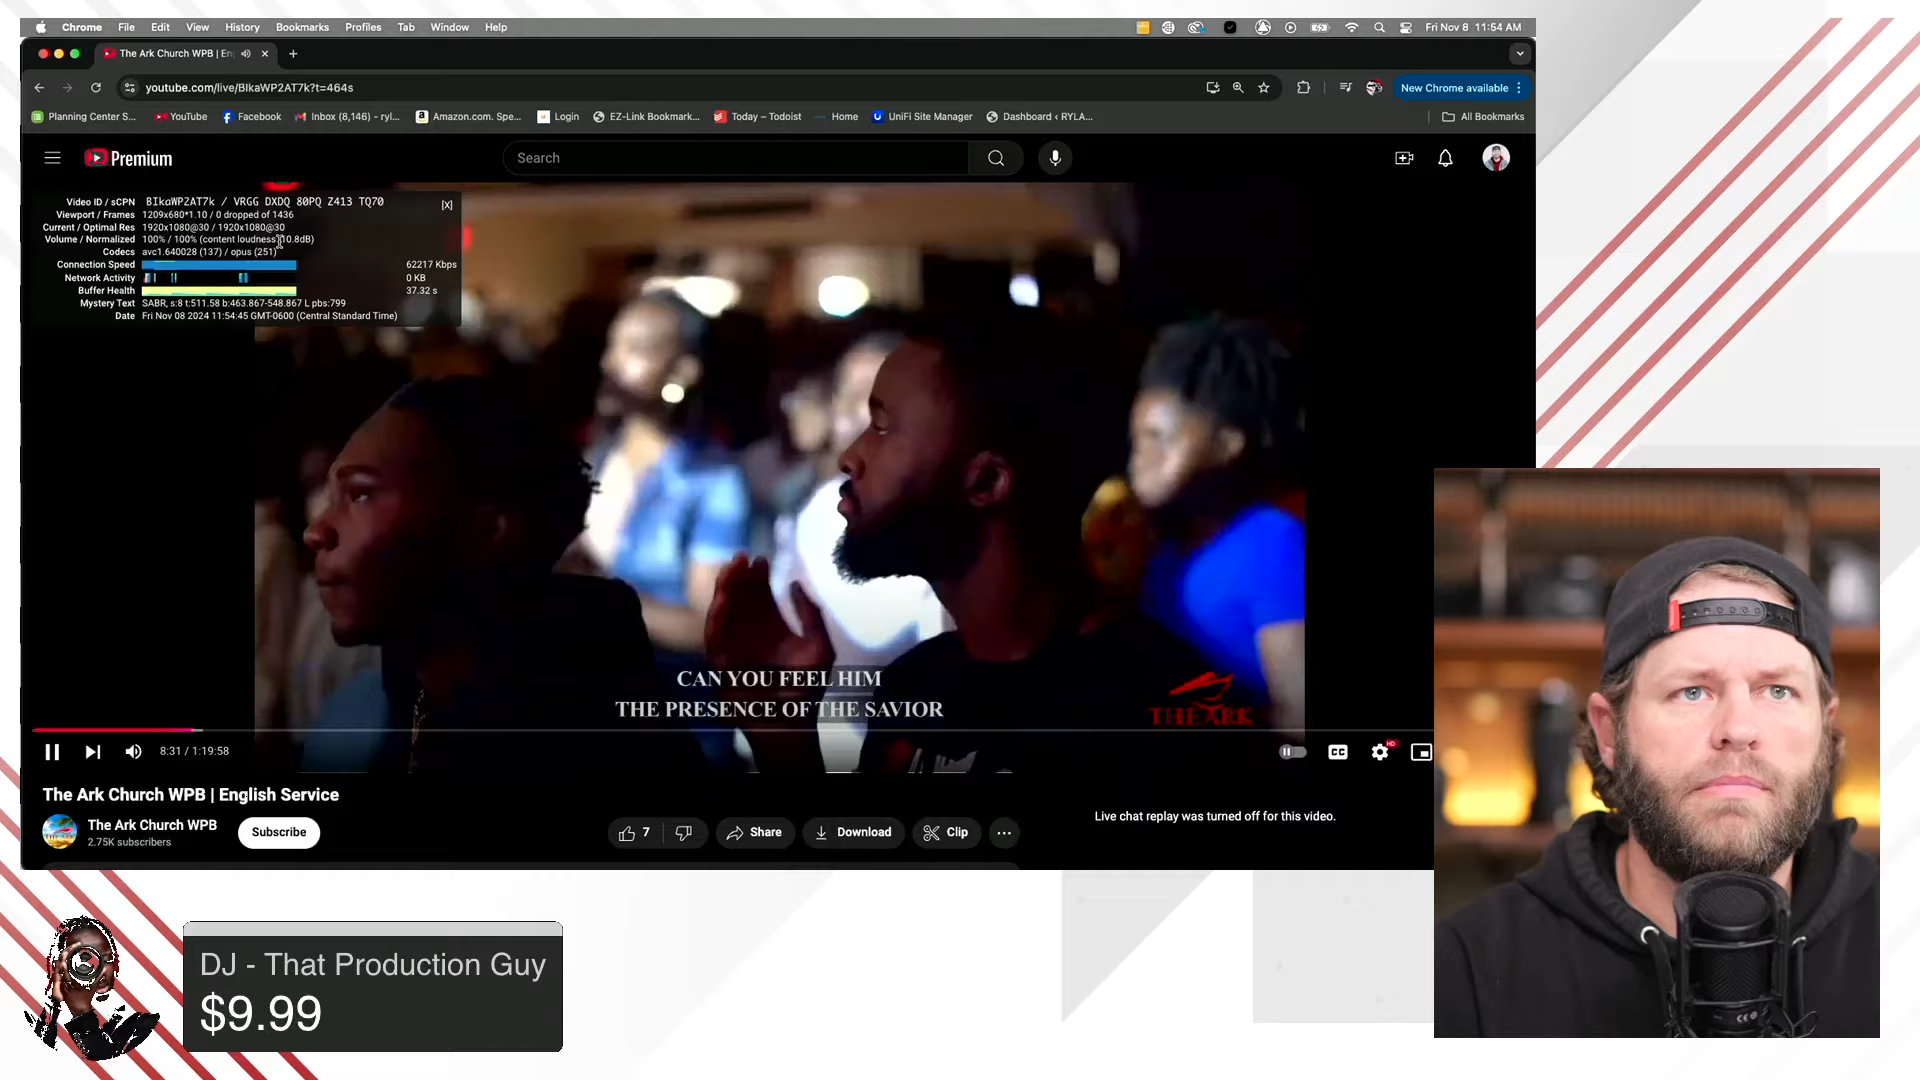 Chrome File Edit View History Bookmarks Profiles Tab Window Help
Fri Nov 8 11:54 AM
The Ark Church WPB | En
youtube.com/live/BIkaWP2AT7k?t=464s
New Chrome available
Planning Center S... YouTube Facebook Inbox (8,146) - ryl... Amazon.com. Spe... Login EZ-Link Bookmark... Today – Todoist Home UniFi Site Manager Dashboard ‹ RYLA... All Bookmarks
Premium
Search
Video ID / sCPN BIkaWP2AT7k / VRGG DXDQ 80PQ Z413 TQ70 [X]
Viewport / Frames 1209x680*1.10 / 0 dropped of 1436
Current / Optimal Res 1920x1080@30 / 1920x1080@30
Volume / Normalized 100% / 100% (content loudness 10.8dB)
Codecs avc1.640028 (137) / opus (251)
Connection Speed 62217 Kbps
Network Activity 0 KB
Buffer Health 37.32 s
Mystery Text SABR, s:8 t:511.58 b:463.867-548.867 L pbs:799
Date Fri Nov 08 2024 11:54:45 GMT-0600 (Central Standard Time)
CAN YOU FEEL HIM
THE PRESENCE OF THE SAVIOR
THE ARK
8:31 / 1:19:58
CC
HD
The Ark Church WPB | English Service
The Ark Church WPB
2.75K subscribers
Subscribe
7
Share
Download
Clip
Live chat replay was turned off for this video.
DJ - That Production Guy
$9.99